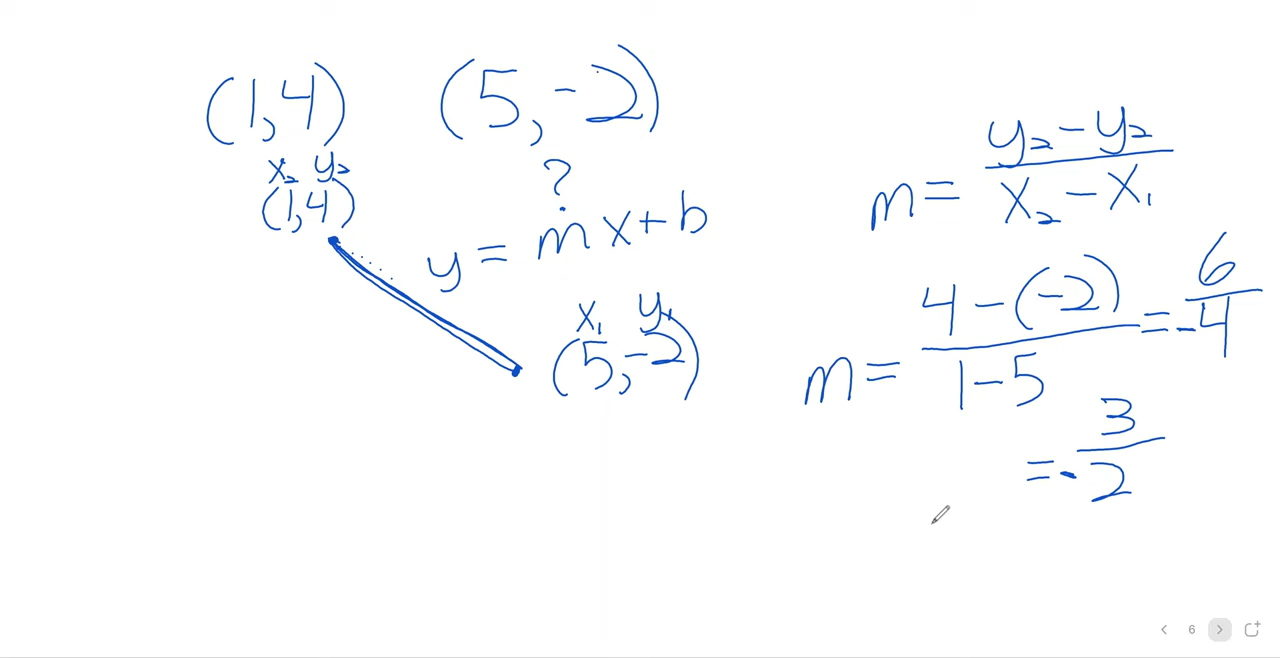 (1,4) (5,-2)
x₂ y₂
(1,4)
?
y = mx+b
x₁ y₁
(5,-2)
m = (y₂-y₂)/(x₂-x₁)
m = (4-(-2))/(1-5) = 6/-4
= -3/2
6